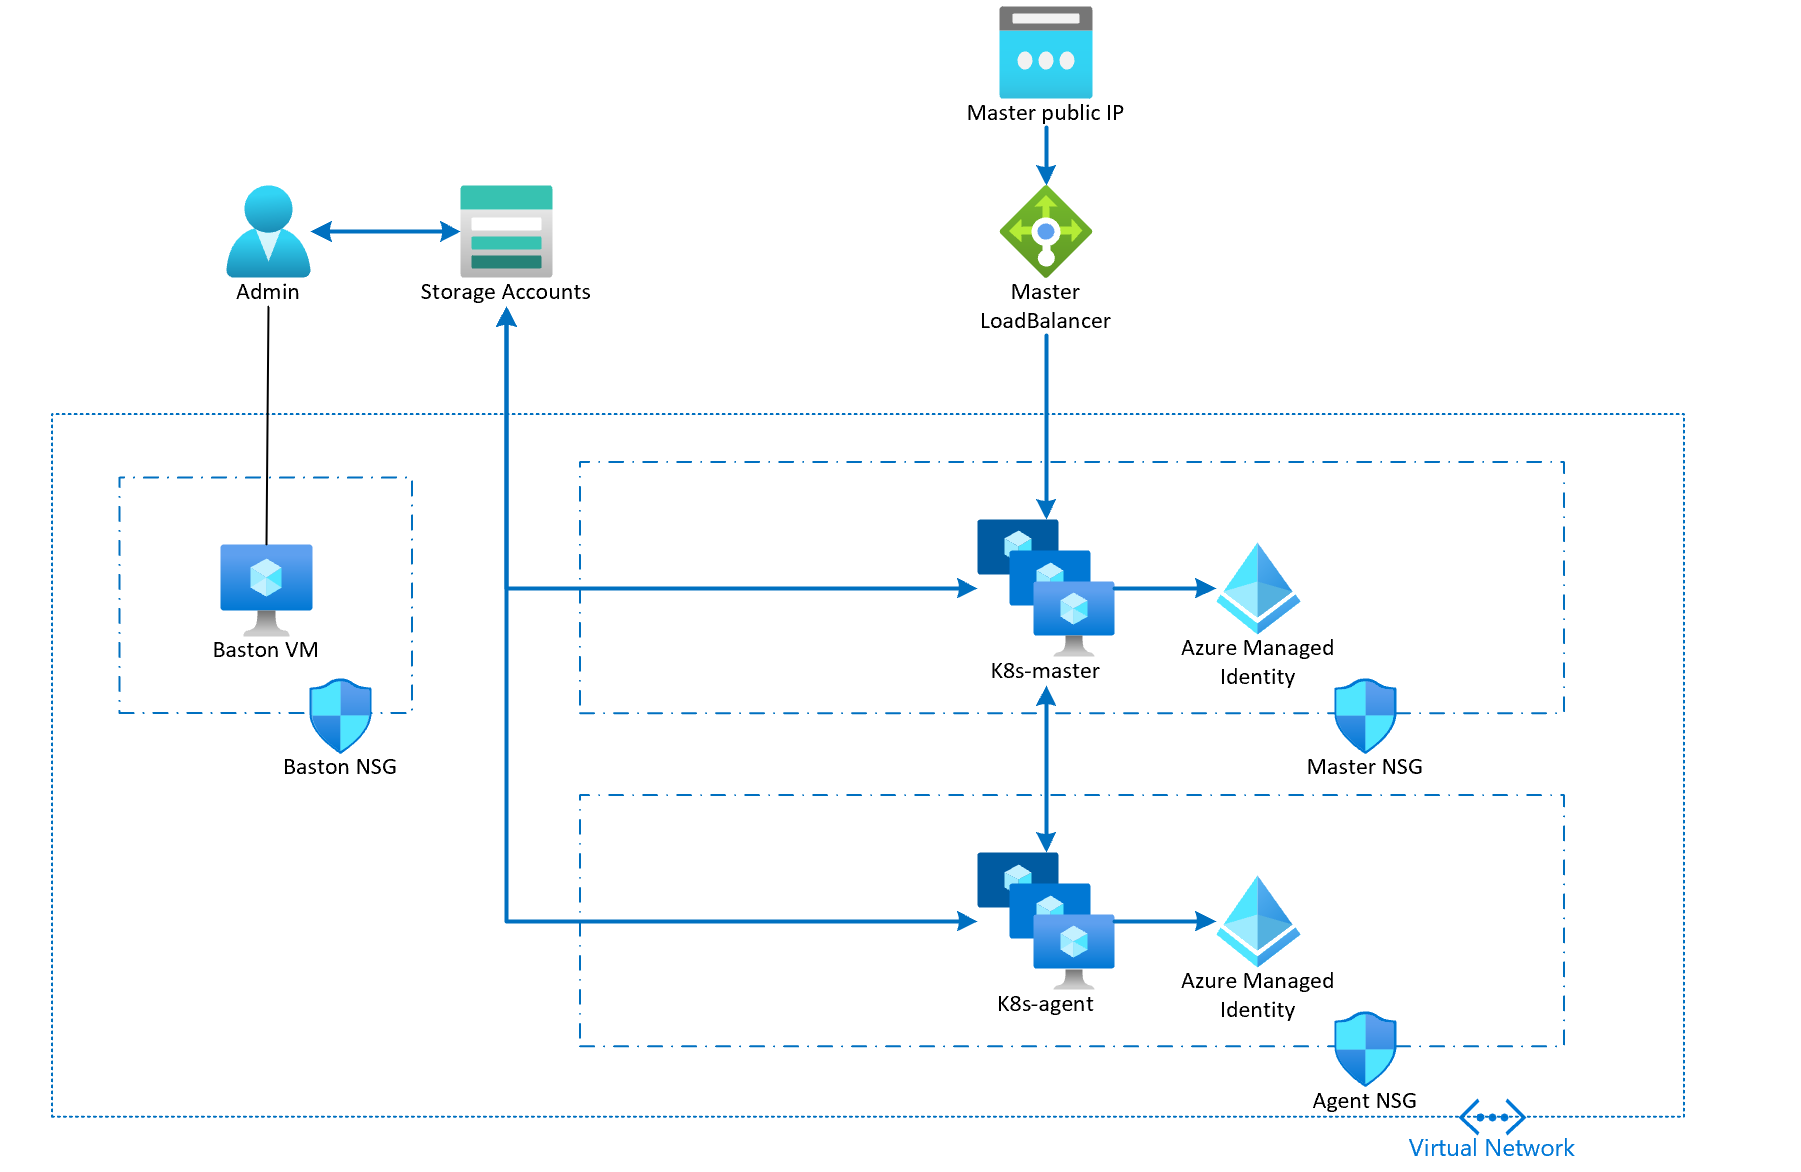 Master public IP
Admin
Storage Accounts
Master
LoadBalancer
Baston VM
Baston NSG
K8s-master
Azure Managed
Identity
Master NSG
K8s-agent
Azure Managed
Identity
Agent NSG
Virtual Network